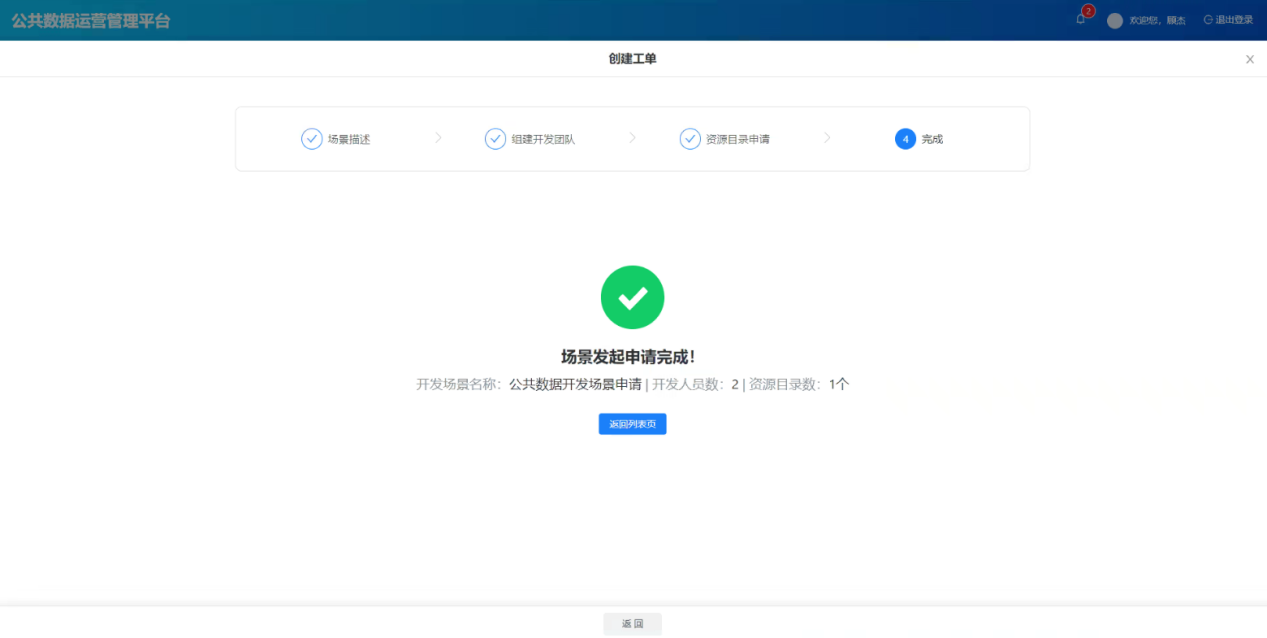 公共数据运营管理平台
2
欢迎您，顾杰
退出登录
创建工单
场景描述
组建开发团队
资源目录申请
4 完成
场景发起申请完成！
开发场景名称：公共数据开发场景申请 | 开发人员数：2 | 资源目录数：1个
返回列表页
返回